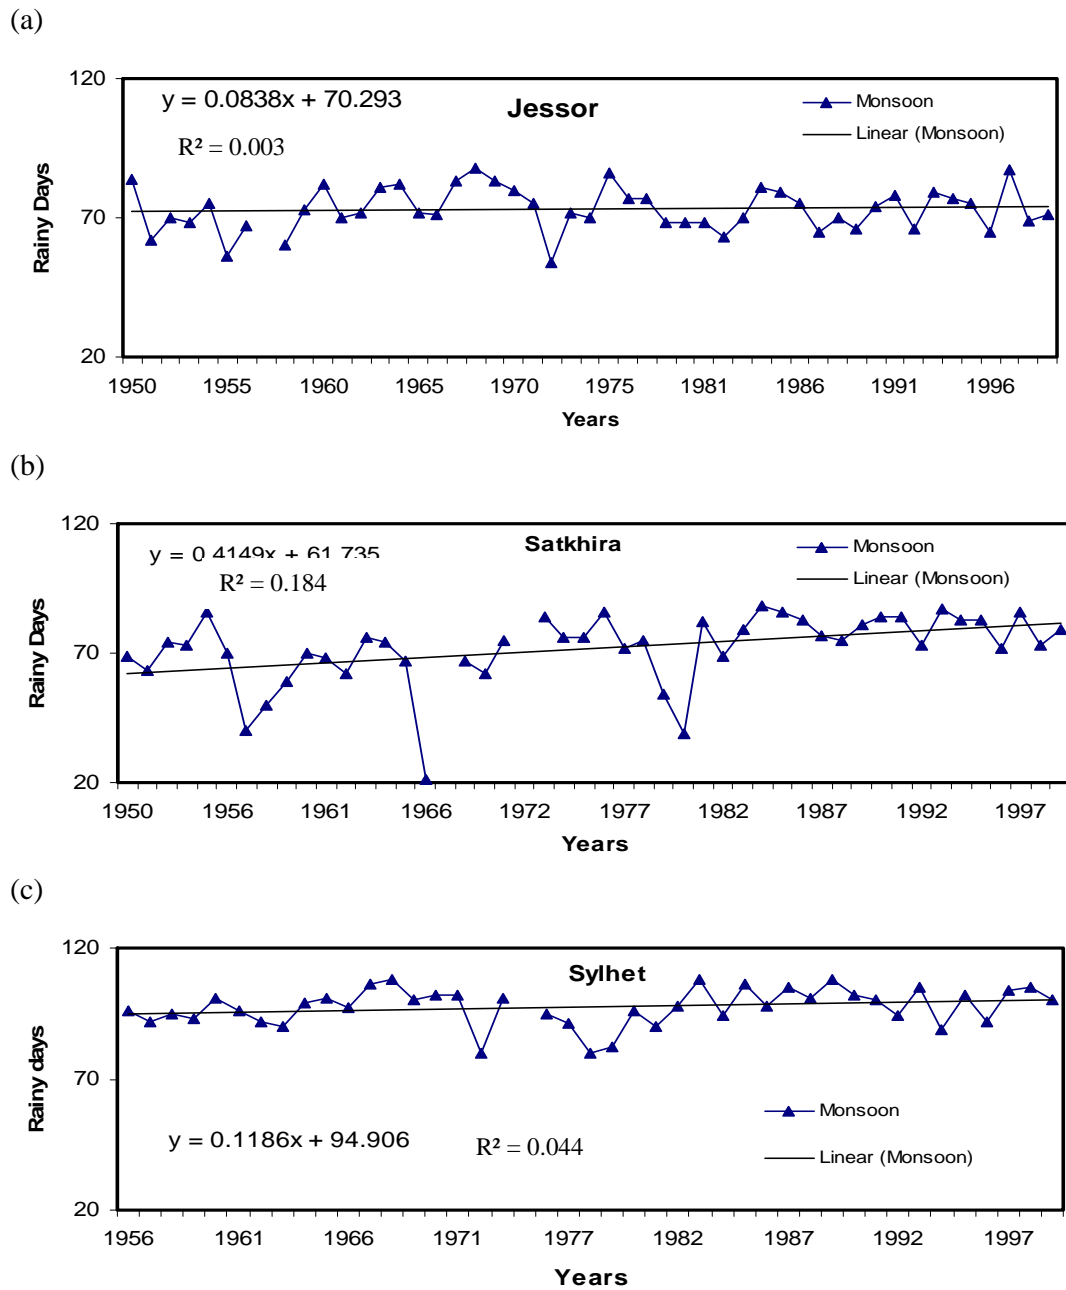 (a)
120
y = 0.0838x + 70.293
Jessor
Monsoon
R² = 0.003
Linear (Monsoon)
Rainy Days
70
20
1950 1955 1960 1965 1970 1975 1981 1986 1991 1996
Years
(b)
120
y = 0.4149x + 61.735
Satkhira
Monsoon
R² = 0.184
Linear (Monsoon)
Rainy Days
70
20
1950 1956 1961 1966 1972 1977 1982 1987 1992 1997
Years
(c)
120
Sylhet
Rainy days
70
Monsoon
y = 0.1186x + 94.906
R² = 0.044
Linear (Monsoon)
20
1956 1961 1966 1971 1977 1982 1987 1992 1997
Years